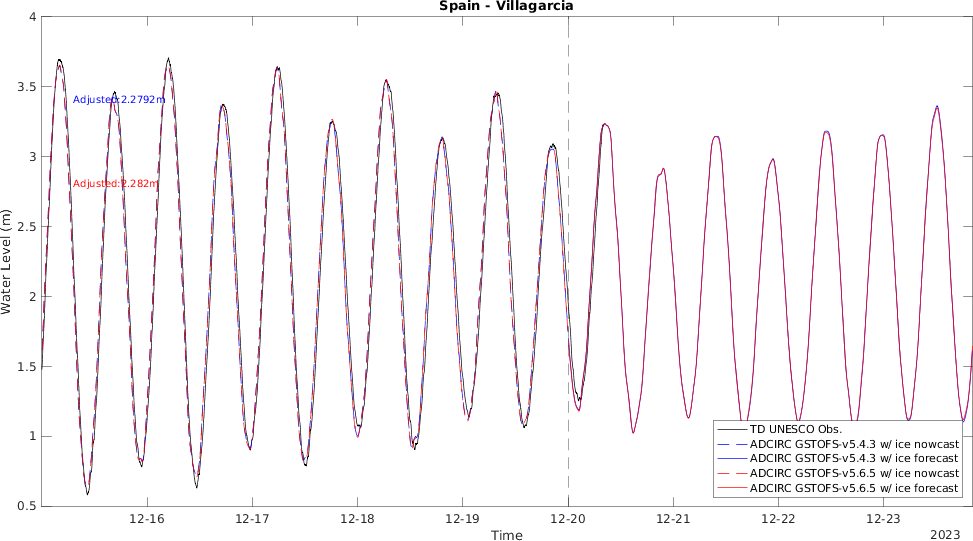 Spain - Villagarcia
4
3.5
3
2.5
2
1.5
1
0.5
Water Level (m)
Adjusted:2.2792m
Adjusted:2.282m
TD UNESCO Obs.
ADCIRC GSTOFS-v5.4.3 w/ ice nowcast
ADCIRC GSTOFS-v5.4.3 w/ ice forecast
ADCIRC GSTOFS-v5.6.5 w/ ice nowcast
ADCIRC GSTOFS-v5.6.5 w/ ice forecast
12-16 12-17 12-18 12-19 12-20 12-21 12-22 12-23
Time
2023